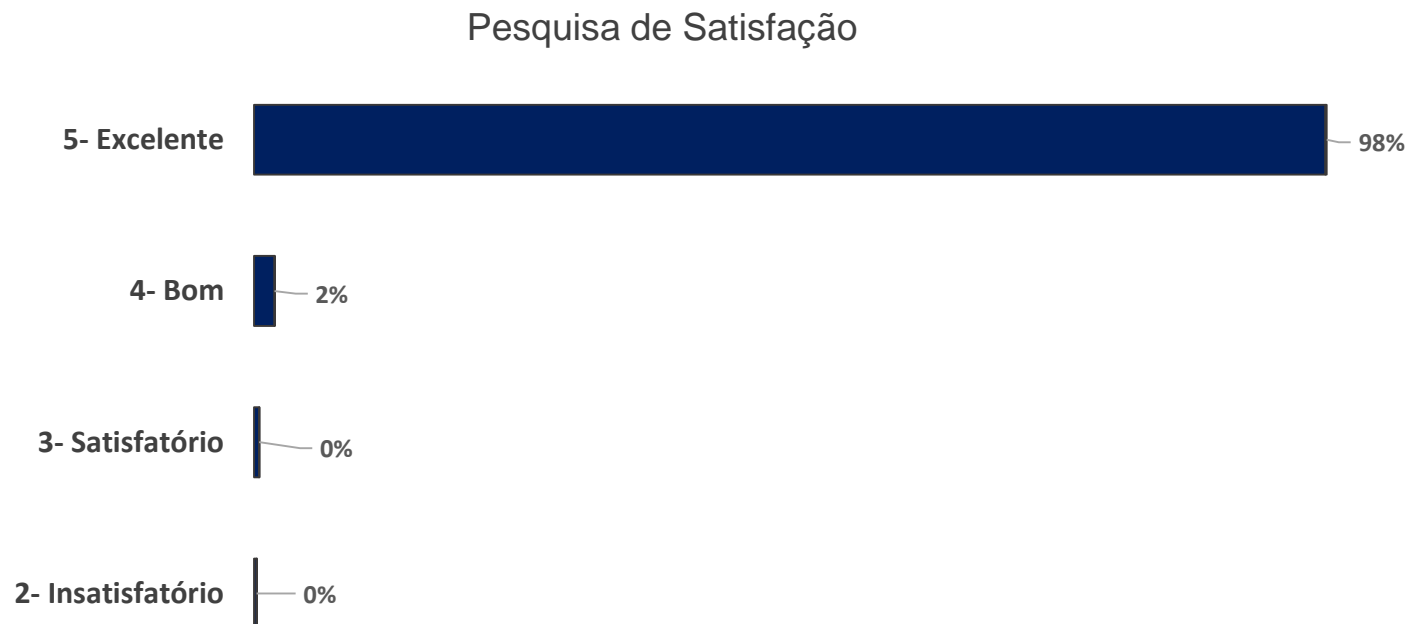 Pesquisa de Satisfação
5- Excelente 98%
4- Bom 2%
3- Satisfatório 0%
2- Insatisfatório 0%